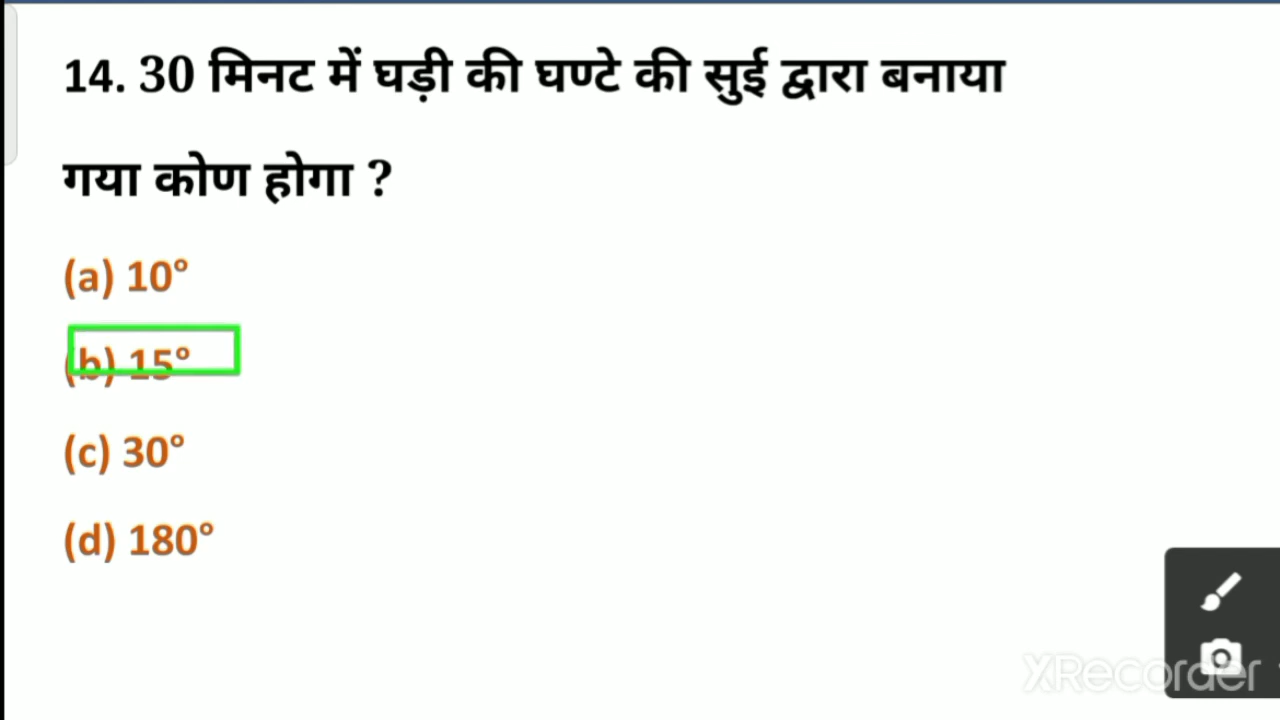 14. 30 मिनट में घड़ी की घण्टे की सुई द्वारा बनाया
गया कोण होगा ?
(a) 10°
(b) 15°
(c) 30°
(d) 180°
XRecorder